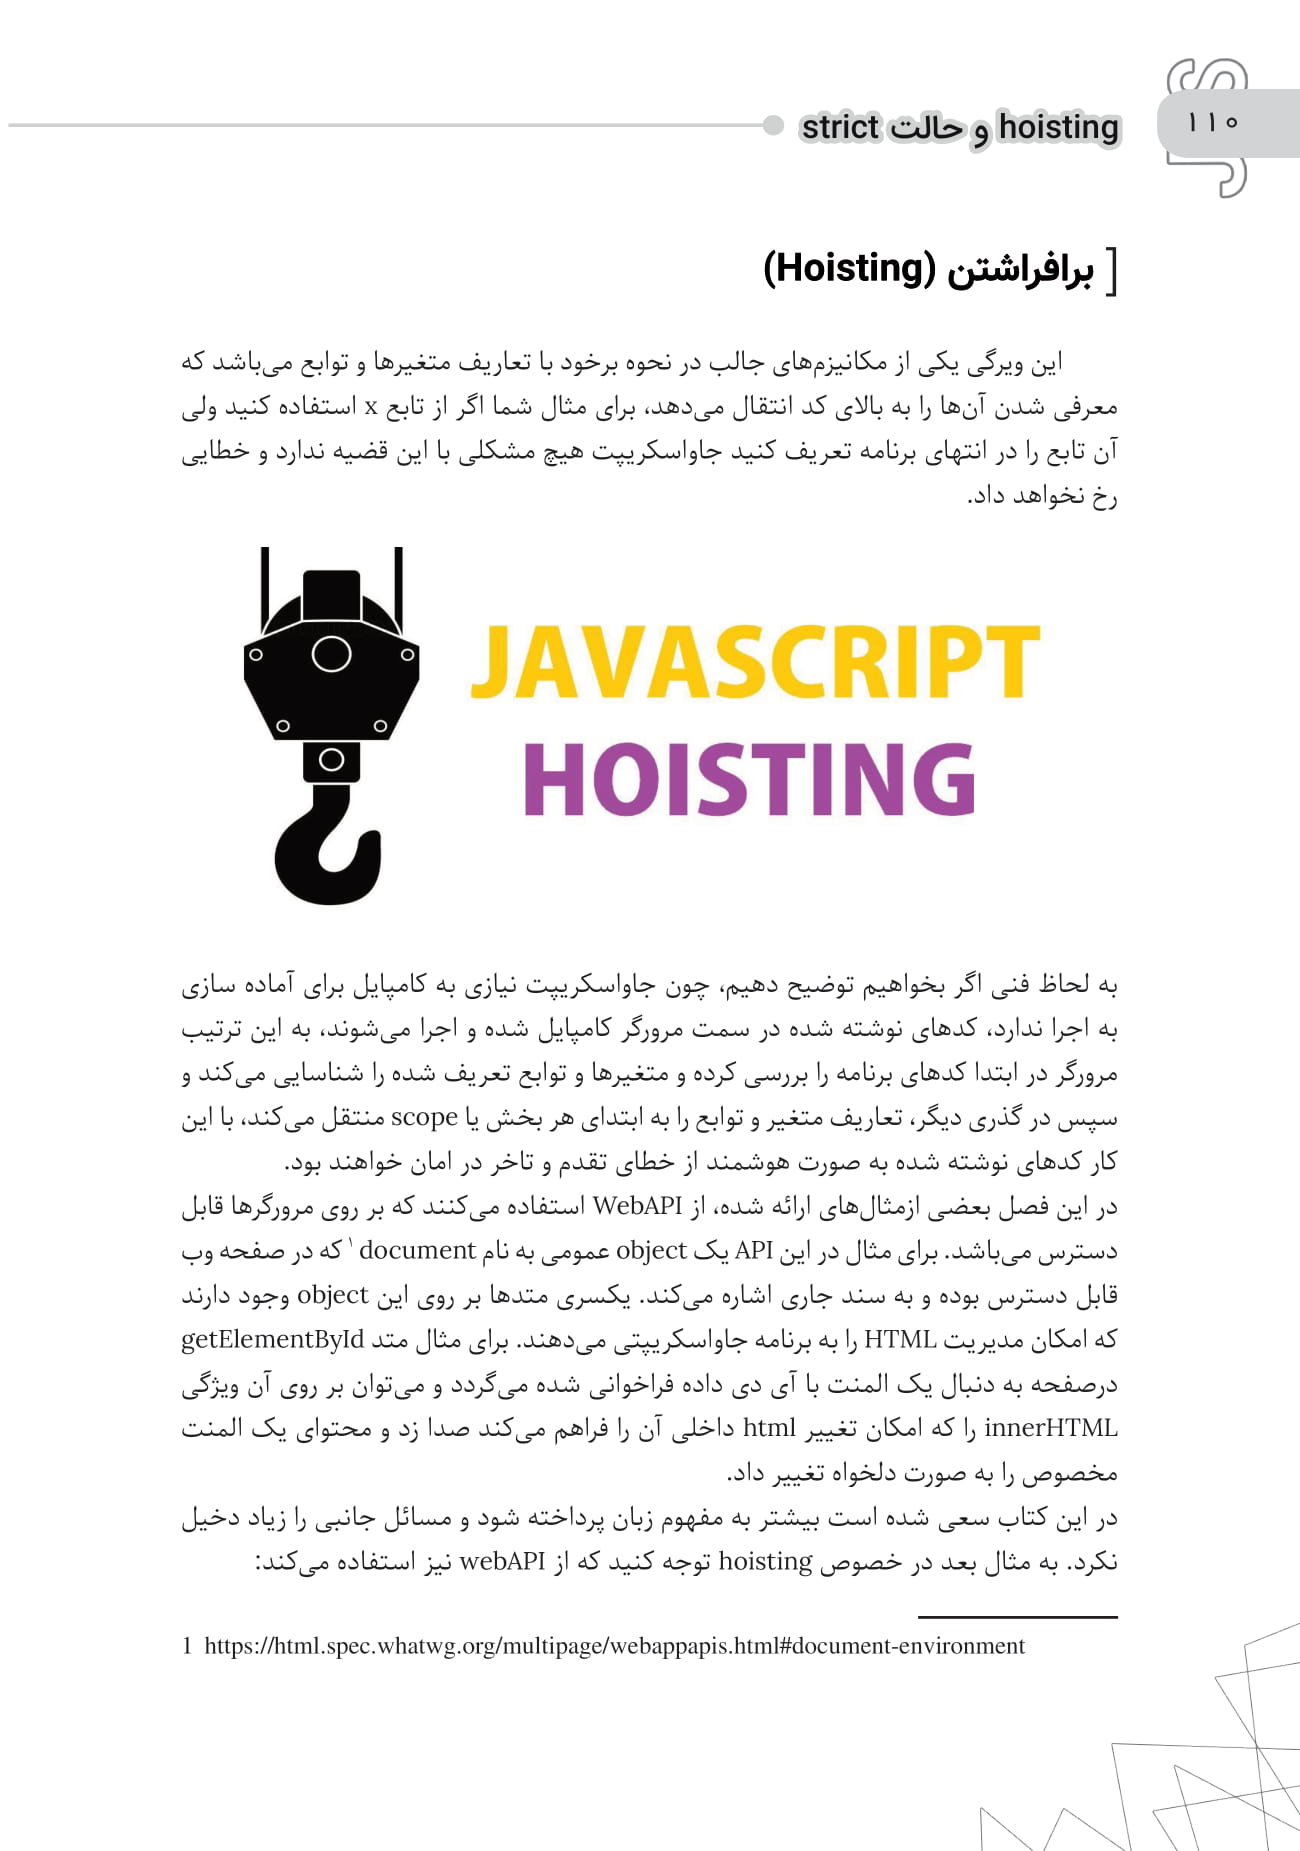 ۱۱۰
hoisting و حالت strict
برافراشتن (Hoisting)
این ویرگی یکی از مکانیزم‌های جالب در نحوه برخود با تعاریف متغیرها و توابع می‌باشد که
معرفی شدن آن‌ها را به بالای کد انتقال می‌دهد، برای مثال شما اگر از تابع x استفاده کنید ولی
آن تابع را در انتهای برنامه تعریف کنید جاواسکریپت هیچ مشکلی با این قضیه ندارد و خطایی
رخ نخواهد داد.
JAVASCRIPT
HOISTING
به لحاظ فنی اگر بخواهیم توضیح دهیم، چون جاواسکریپت نیازی به کامپایل برای آماده سازی
به اجرا ندارد، کدهای نوشته شده در سمت مرورگر کامپایل شده و اجرا می‌شوند، به این ترتیب
مرورگر در ابتدا کدهای برنامه را بررسی کرده و متغیرها و توابع تعریف شده را شناسایی می‌کند و
سپس در گذری دیگر، تعاریف متغیر و توابع را به ابتدای هر بخش یا scope منتقل می‌کند، با این
کار کدهای نوشته شده به صورت هوشمند از خطای تقدم و تاخر در امان خواهند بود.
در این فصل بعضی ازمثال‌های ارائه شده، از WebAPI استفاده می‌کنند که بر روی مرورگرها قابل
دسترس می‌باشد. برای مثال در این API یک object عمومی به نام document ۱ که در صفحه وب
قابل دسترس بوده و به سند جاری اشاره می‌کند. یکسری متدها بر روی این object وجود دارند
که امکان مدیریت HTML را به برنامه جاواسکریپتی می‌دهند. برای مثال متد getElementById
درصفحه به دنبال یک المنت با آی دی داده فراخوانی شده می‌گردد و می‌توان بر روی آن ویژگی
innerHTML را که امکان تغییر html داخلی آن را فراهم می‌کند صدا زد و محتوای یک المنت
مخصوص را به صورت دلخواه تغییر داد.
در این کتاب سعی شده است بیشتر به مفهوم زبان پرداخته شود و مسائل جانبی را زیاد دخیل
نکرد. به مثال بعد در خصوص hoisting توجه کنید که از webAPI نیز استفاده می‌کند:
1 https://html.spec.whatwg.org/multipage/webappapis.html#document-environment